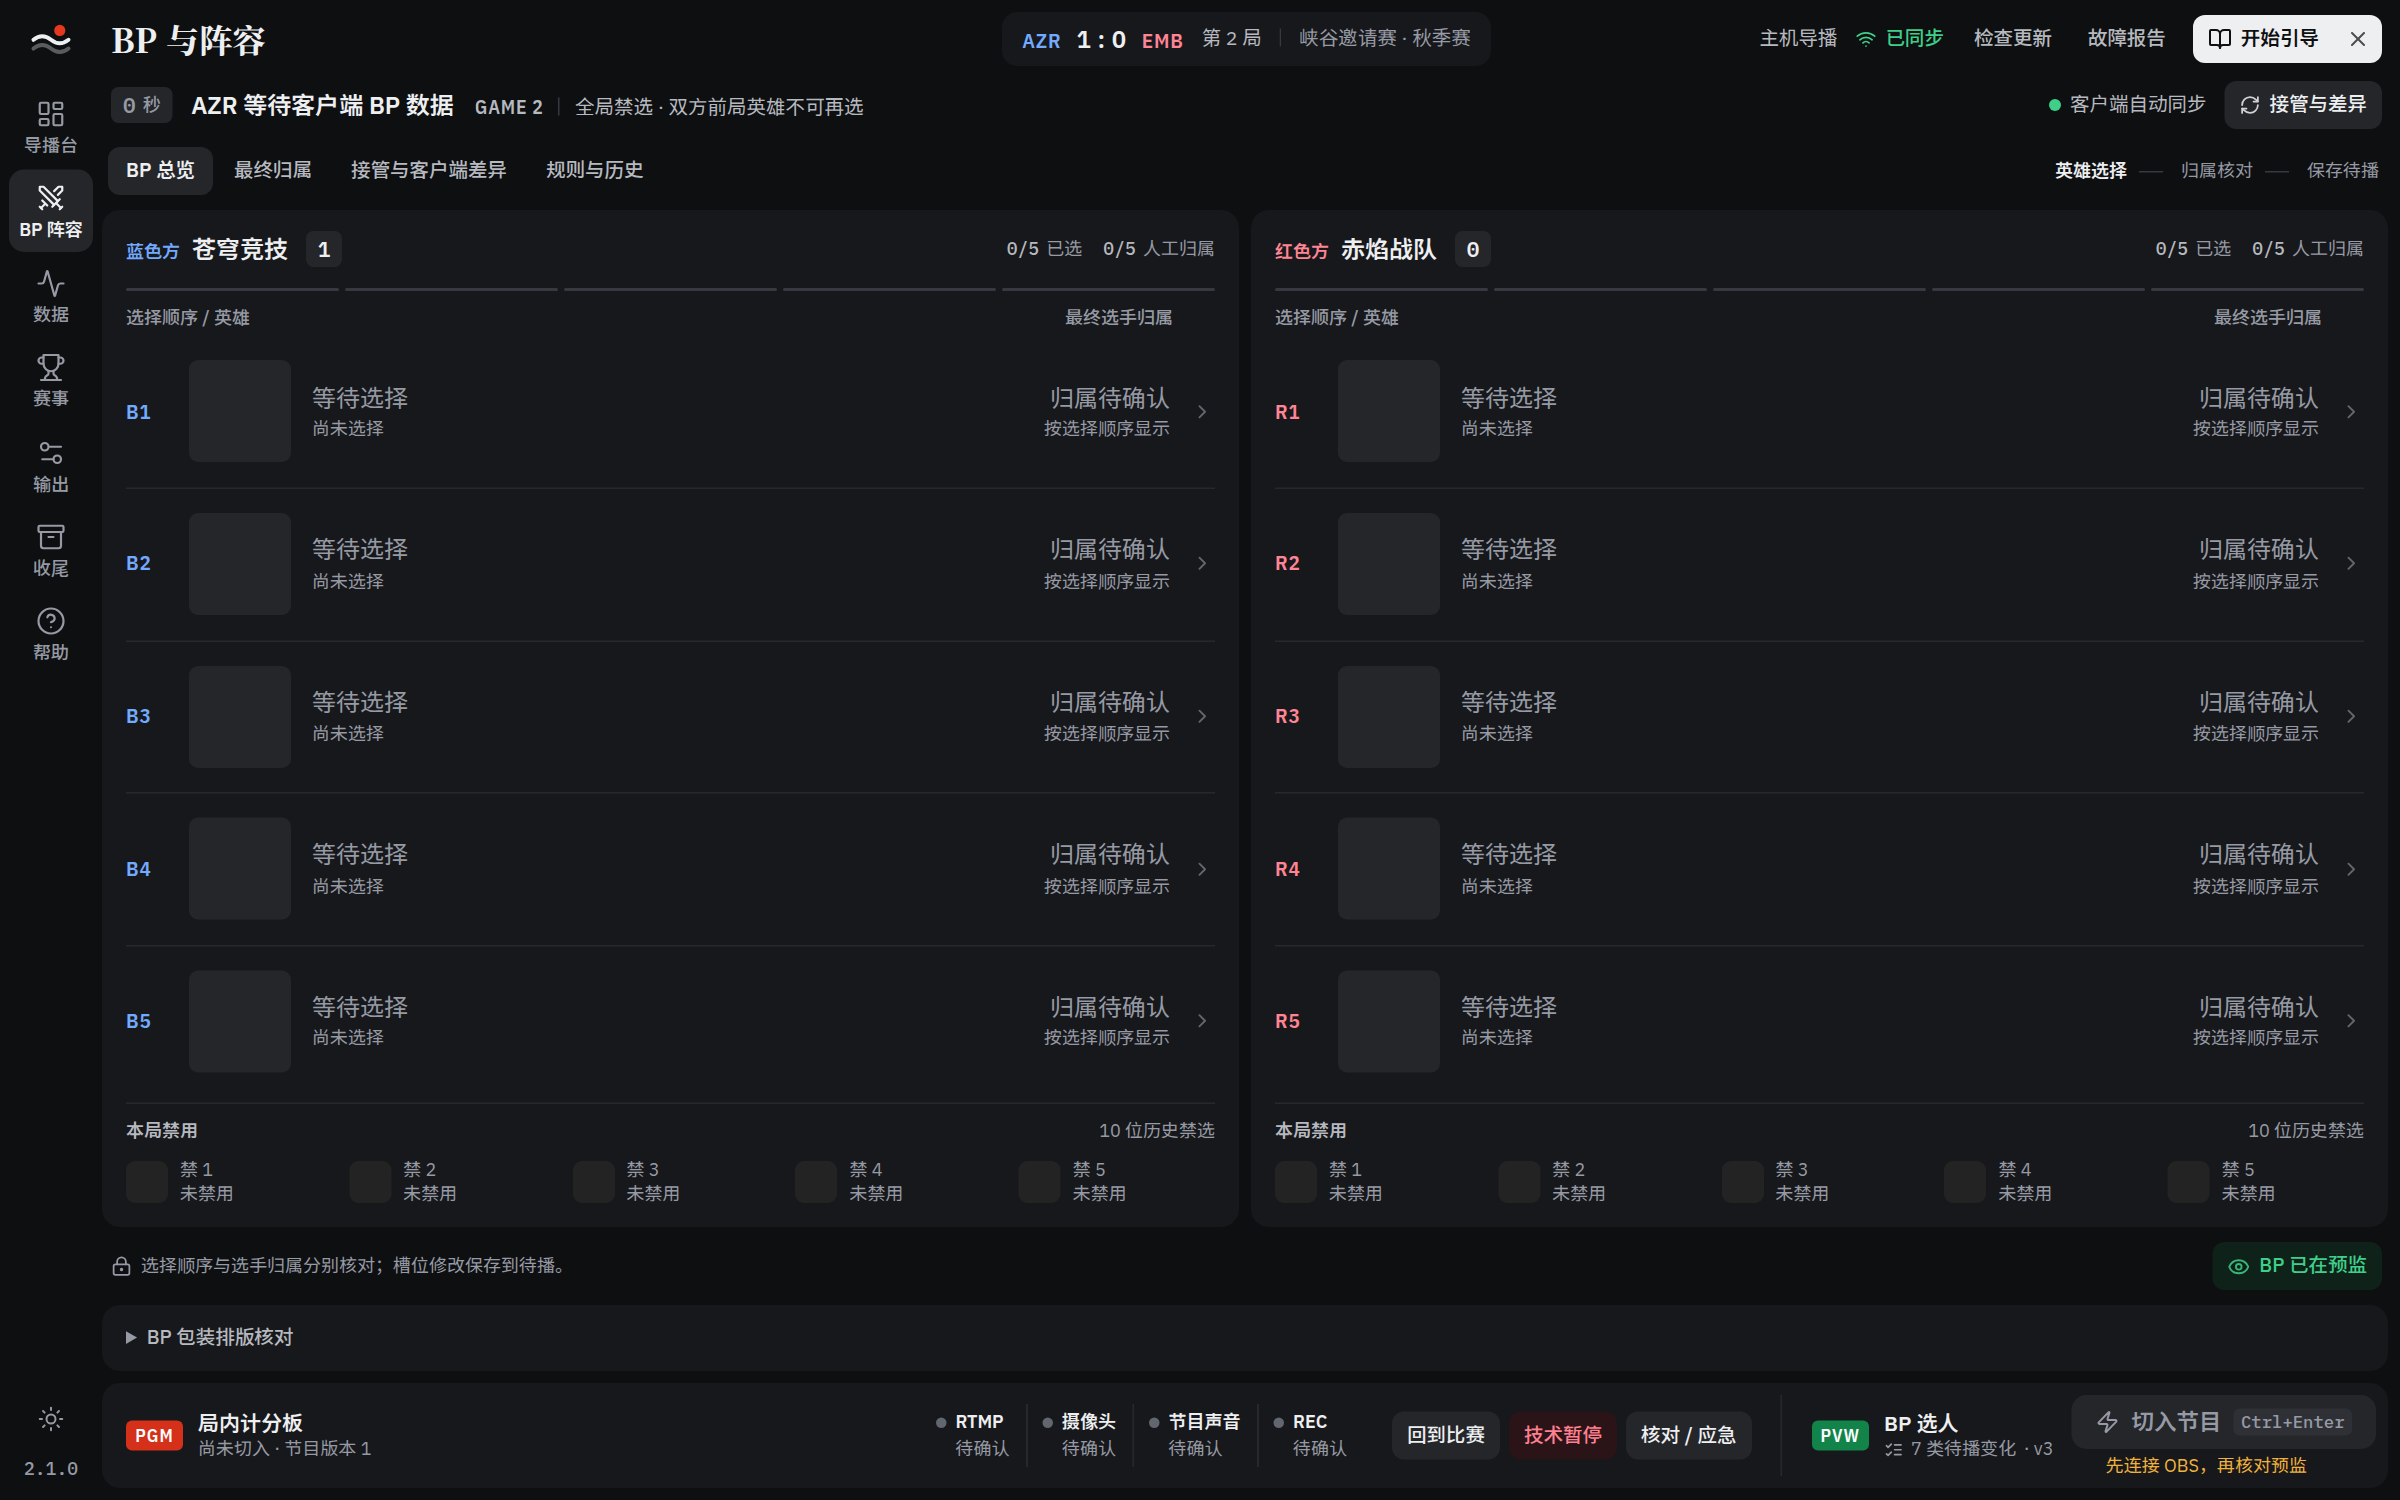 BP 与阵容
AZR 1 : 0 EMB 第 2 局 峡谷邀请赛 · 秋季赛
主机导播 已同步 检查更新 故障报告 开始引导
0 秒 AZR 等待客户端 BP 数据 GAME 2 全局禁选 · 双方前局英雄不可再选
客户端自动同步 接管与差异
BP 总览 最终归属 接管与客户端差异 规则与历史
英雄选择 归属核对 保存待播
导播台
BP 阵容
数据
赛事
输出
收尾
帮助
2.1.0
蓝色方 苍穹竞技 1 0/5 已选 0/5 人工归属
选择顺序 / 英雄 最终选手归属
B1 等待选择 归属待确认
尚未选择 按选择顺序显示
B2 等待选择 归属待确认
尚未选择 按选择顺序显示
B3 等待选择 归属待确认
尚未选择 按选择顺序显示
B4 等待选择 归属待确认
尚未选择 按选择顺序显示
B5 等待选择 归属待确认
尚未选择 按选择顺序显示
本局禁用 10 位历史禁选
禁 1 禁 2 禁 3 禁 4 禁 5
未禁用 未禁用 未禁用 未禁用 未禁用
红色方 赤焰战队 0 0/5 已选 0/5 人工归属
选择顺序 / 英雄 最终选手归属
R1 等待选择 归属待确认
尚未选择 按选择顺序显示
R2 等待选择 归属待确认
尚未选择 按选择顺序显示
R3 等待选择 归属待确认
尚未选择 按选择顺序显示
R4 等待选择 归属待确认
尚未选择 按选择顺序显示
R5 等待选择 归属待确认
尚未选择 按选择顺序显示
本局禁用 10 位历史禁选
禁 1 禁 2 禁 3 禁 4 禁 5
未禁用 未禁用 未禁用 未禁用 未禁用
选择顺序与选手归属分别核对；槽位修改保存到待播。
BP 已在预监
BP 包装排版核对
PGM 局内计分板
尚未切入 · 节目版本 1
RTMP 摄像头 节目声音 REC
待确认 待确认 待确认 待确认
回到比赛 技术暂停 核对 / 应急
PVW BP 选人
7 类待播变化 · v3
切入节目 Ctrl+Enter
先连接 OBS，再核对预监